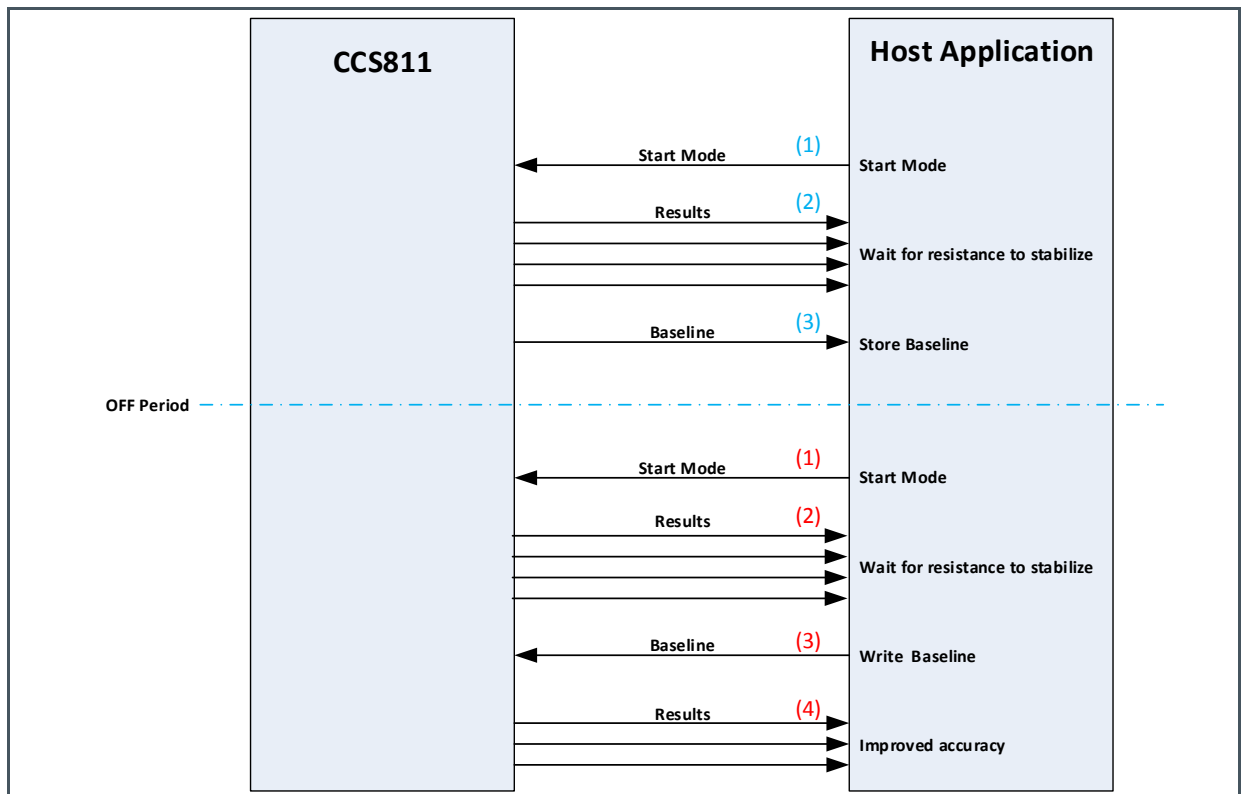 CCS811
Host Application
Start Mode
(1)
Start Mode
Results
(2)
Wait for resistance to stabilize
Baseline
(3)
Store Baseline
OFF Period
Start Mode
(1)
Start Mode
Results
(2)
Wait for resistance to stabilize
Baseline
(3)
Write Baseline
Results
(4)
Improved accuracy